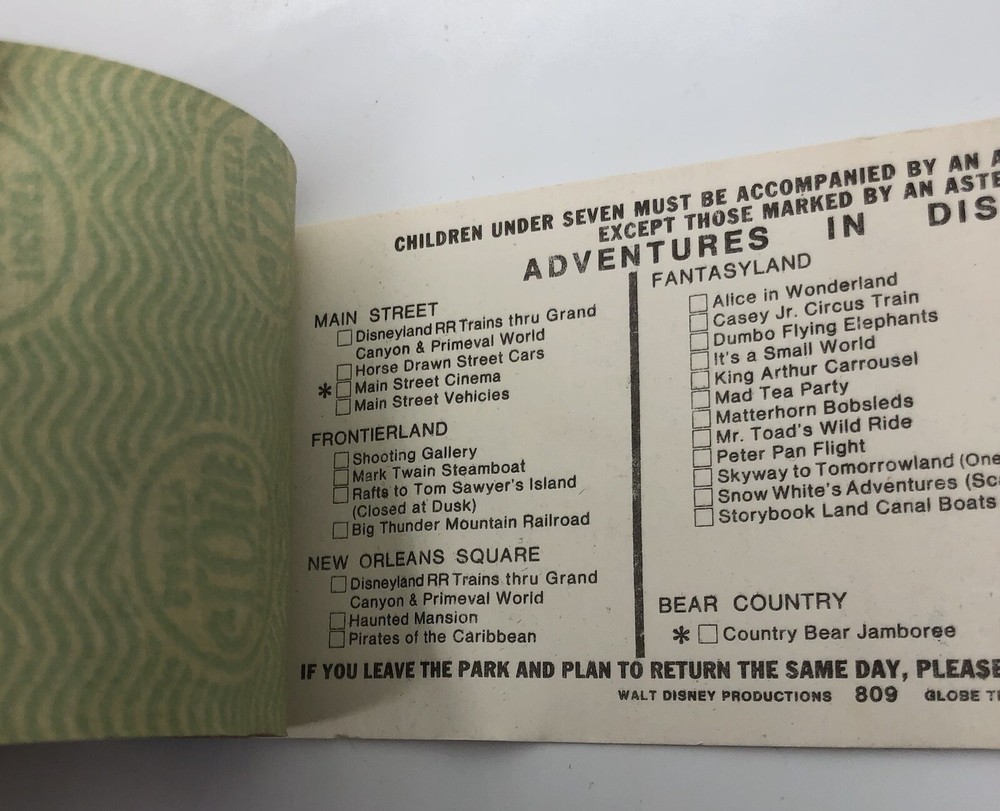 CHILDREN UNDER SEVEN MUST BE ACCOMPANIED BY AN
EXCEPT THOSE MARKED BY AN
ADVENTURES IN
MAIN STREET
Disneyland RR Trains thru Grand
Canyon & Primeval World
Horse Drawn Street Cars
* Main Street Cinema
Main Street Vehicles
FRONTIERLAND
Shooting Gallery
Mark Twain Steamboat
Rafts to Tom Sawyer's Island
(Closed at Dusk)
Big Thunder Mountain Railroad
NEW ORLEANS SQUARE
Disneyland RR Trains thru Grand
Canyon & Primeval World
Haunted Mansion
Pirates of the Caribbean
FANTASYLAND
Alice in Wonderland
Casey Jr. Circus Train
Dumbo Flying Elephants
It's a Small World
King Arthur Carrousel
Mad Tea Party
Matterhorn Bobsleds
Mr. Toad's Wild Ride
Peter Pan Flight
Skyway to Tomorrowland (One
Snow White's Adventures
Storybook Land Canal Boats
BEAR COUNTRY
* Country Bear Jamboree
IF YOU LEAVE THE PARK AND PLAN TO RETURN THE SAME DAY, PLEASE
WALT DISNEY PRODUCTIONS 809 GLOBE